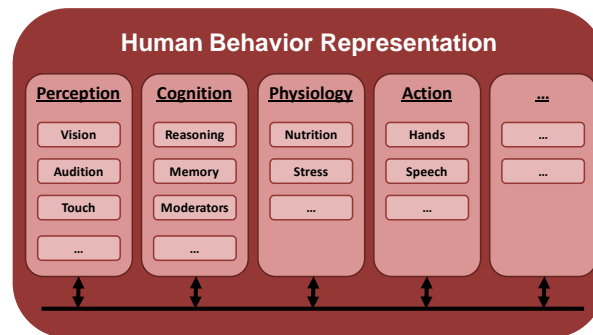 Human Behavior Representation
Perception
Vision
Audition
Touch
...
Cognition
Reasoning
Memory
Moderators
...
Physiology
Nutrition
Stress
...
Action
Hands
Speech
...
...
...
...